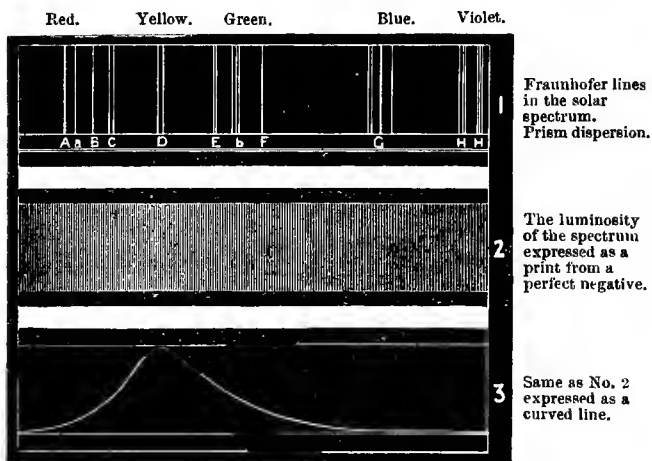 Red. Yellow. Green. Blue. Violet.
1
Fraunhofer lines
in the solar
spectrum.
Prism dispersion.
A a B C D E b F G H H
2
The luminosity
of the spectrum
expressed as a
print from a
perfect negative.
3
Same as No. 2
expressed as a
curved line.